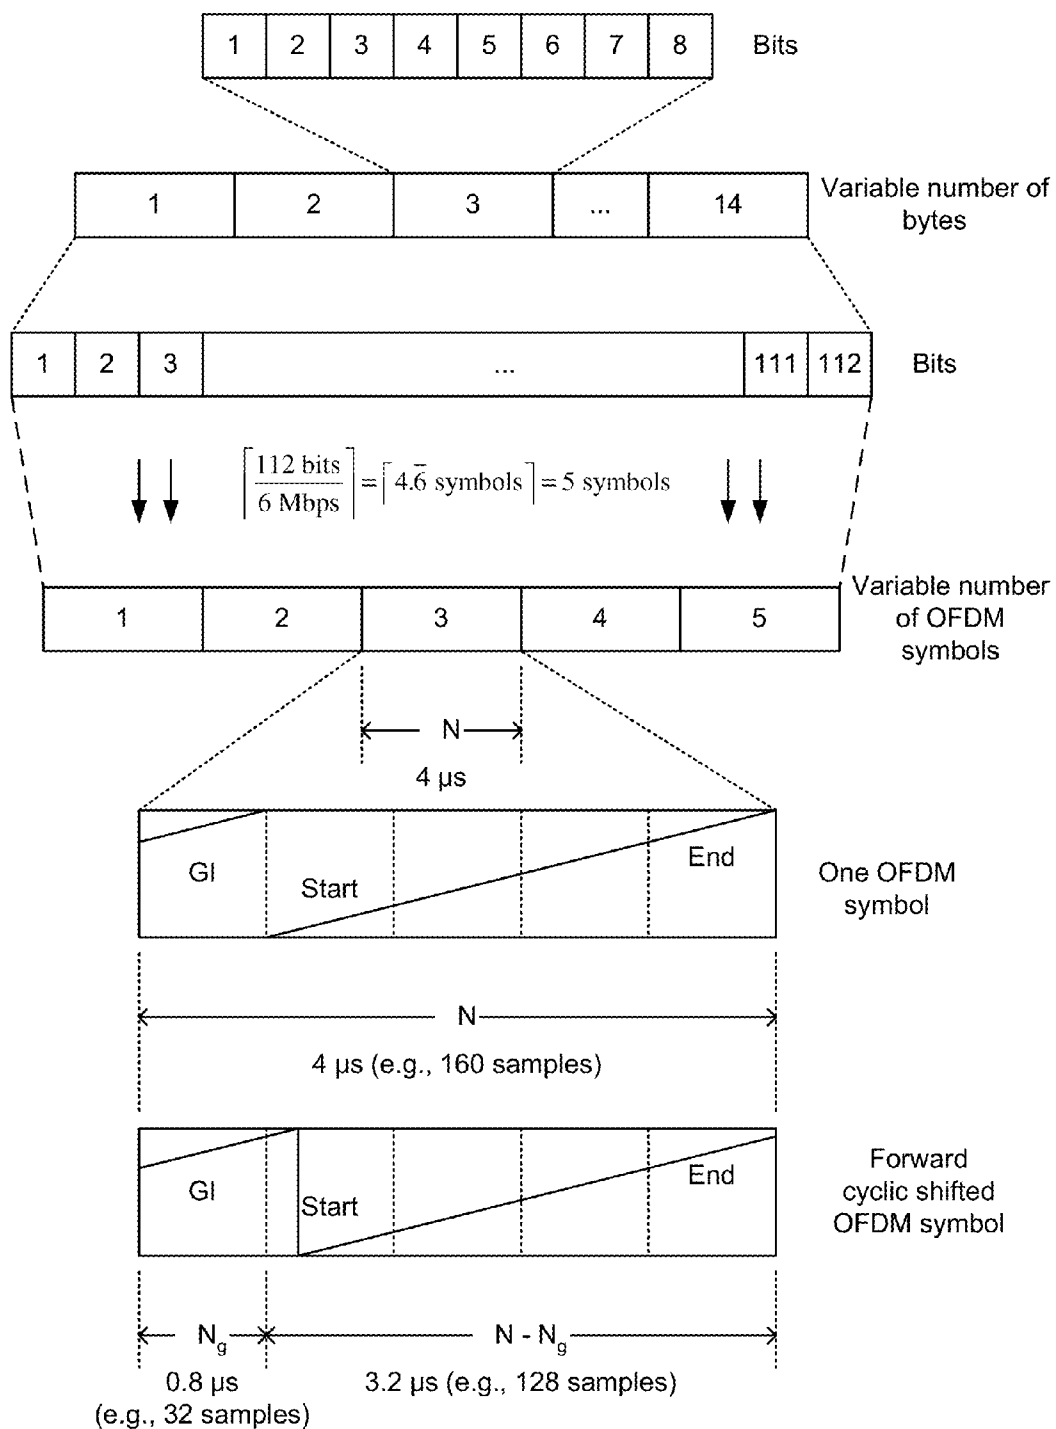 1 2 3 4 5 6 7 8 Bits
1 2 3 ... 14
Variable number of
bytes
1 2 3 ... 111 112 Bits
⌈112 bits / 6 Mbps⌉ = ⌈4.6̅ symbols⌉ = 5 symbols
1 2 3 4 5
Variable number
of OFDM
symbols
N
4 µs
GI Start End
One OFDM
symbol
N
4 µs (e.g., 160 samples)
GI Start End
Forward
cyclic shifted
OFDM symbol
Ng N - Ng
0.8 µs
(e.g., 32 samples)
3.2 µs (e.g., 128 samples)